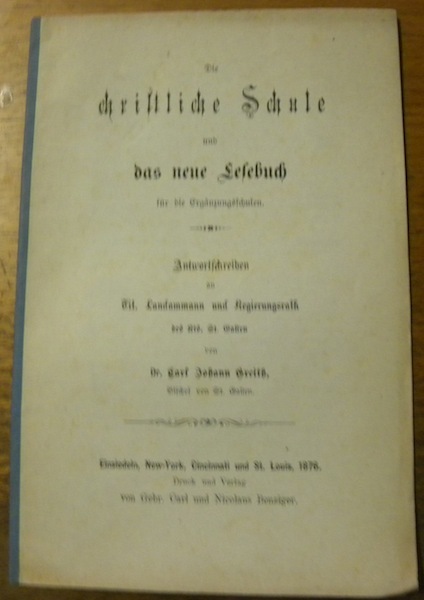 Die
christliche Schule
und
das neue Lesebuch
für die Ergänzungsschulen.
Antwortschreiben
an
Tit. Landammann und Regierungsrath
des Kts. St. Gallen
von
Dr. Carl Johann Greith,
Bischof von St. Gallen.
Einsiedeln, New-York, Cincinnati und St. Louis, 1876.
Druck und Verlag
von Gebr. Carl und Nicolaus Benziger.